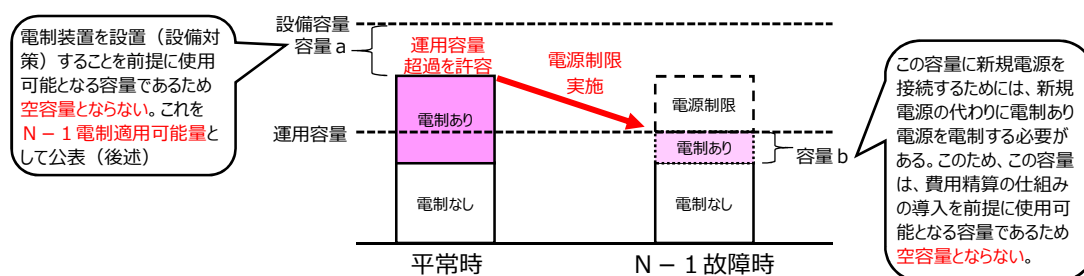 電制装置を設置（設備対
策）することを前提に使用
可能となる容量であるため
空容量とならない。これを
Ｎ－１電制適用可能量と
して公表（後述）
設備容量
容量ａ
運用容量
運用容量
超過を許容
電制あり
電制なし
平常時
電源制限
実施
電源制限
電制あり
電制なし
Ｎ－１故障時
容量ｂ
この容量に新規電源を
接続するためには、新規
電源の代わりに電制あり
電源を電制する必要が
ある。このため、この容量
は、費用精算の仕組み
の導入を前提に使用可
能となる容量であるため
空容量とならない。